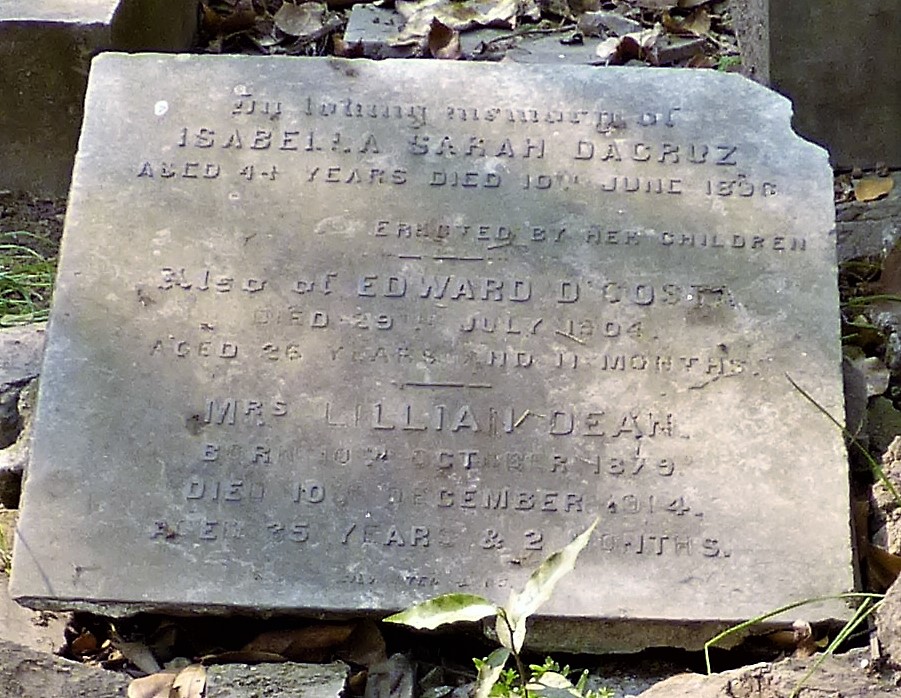 In loving memory of
ISABELLA SARAH DACRUZ
AGED 44 YEARS DIED 10TH JUNE 1896
ERECTED BY HER CHILDREN
Also of EDWARD D'COSTA
DIED 29TH JULY 1904.
AGED 26 YEARS AND 11 MONTHS.
MRS LILLIAN DEAN.
BORN 10TH OCTOBER 1879
DIED 10TH DECEMBER 1914.
AGED 35 YEARS & 2 MONTHS.